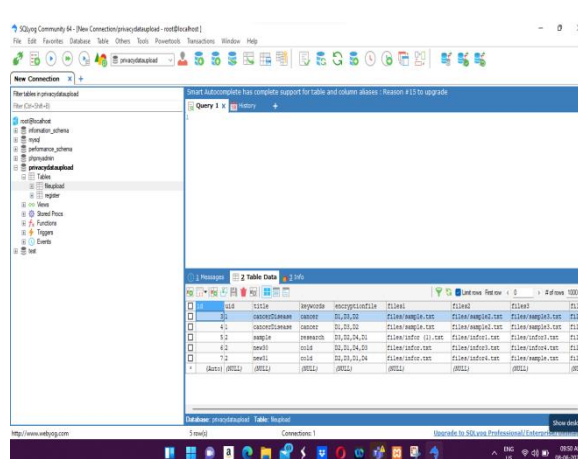 SQLyog Community 64 - [New Connection/privacydataupload - root@localhost]
File Edit Favorites Database Table Others Tools Powertools Transactions Window Help
privacydataupload
New Connection x +
Filter tables in privacydataupload
Filter (Ctrl+Shift+B)
root@localhost
information_schema
mysql
performance_schema
phpmyadmin
privacydataupload
Tables
fileupload
register
Views
Stored Procs
Functions
Triggers
Events
test
Smart Autocomplete has complete support for table and column aliases : Reason #15 to upgrade
Query 1 x History +
1
1 Messages 2 Table Data 3 Info
Limit rows First row 0 # of rows 1000
id uid title keywords encryptionfile files1 files2 files3
3 1 cancerDisease cancer D1,D3,D2 files/sample.txt files/sample2.txt files/sample3.txt
4 1 cancerDisease cancer D1,D3,D2 files/sample.txt files/sample2.txt files/sample3.txt
5 2 sample research D3,D2,D4,D1 files/infor (1).txt files/infor3.txt files/infor4.txt
6 2 new30 cold D2,D1,D4,D3 files/infor1.txt files/infor3.txt files/infor4.txt
7 2 new31 cold D2,D3,D1,D4 files/infor1.txt files/infor4.txt files/sample.txt
* (Auto) (NULL) (NULL) (NULL) (NULL) (NULL) (NULL) (NULL)
Database: privacydataupload Table: fileupload
http://www.webyog.com 5 row(s) Connections: 1 Upgrade to SQLyog Professional/Enterprise
Show desk
ENG 09:50 A
US